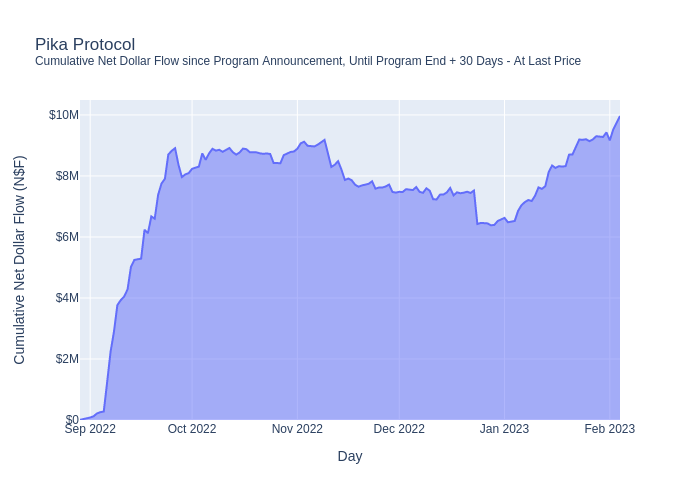 Pika Protocol
Cumulative Net Dollar Flow since Program Announcement, Until Program End + 30 Days - At Last Price
Cumulative Net Dollar Flow (N$F)
$10M
$8M
$6M
$4M
$2M
$0
Sep 2022 Oct 2022 Nov 2022 Dec 2022 Jan 2023 Feb 2023
Day